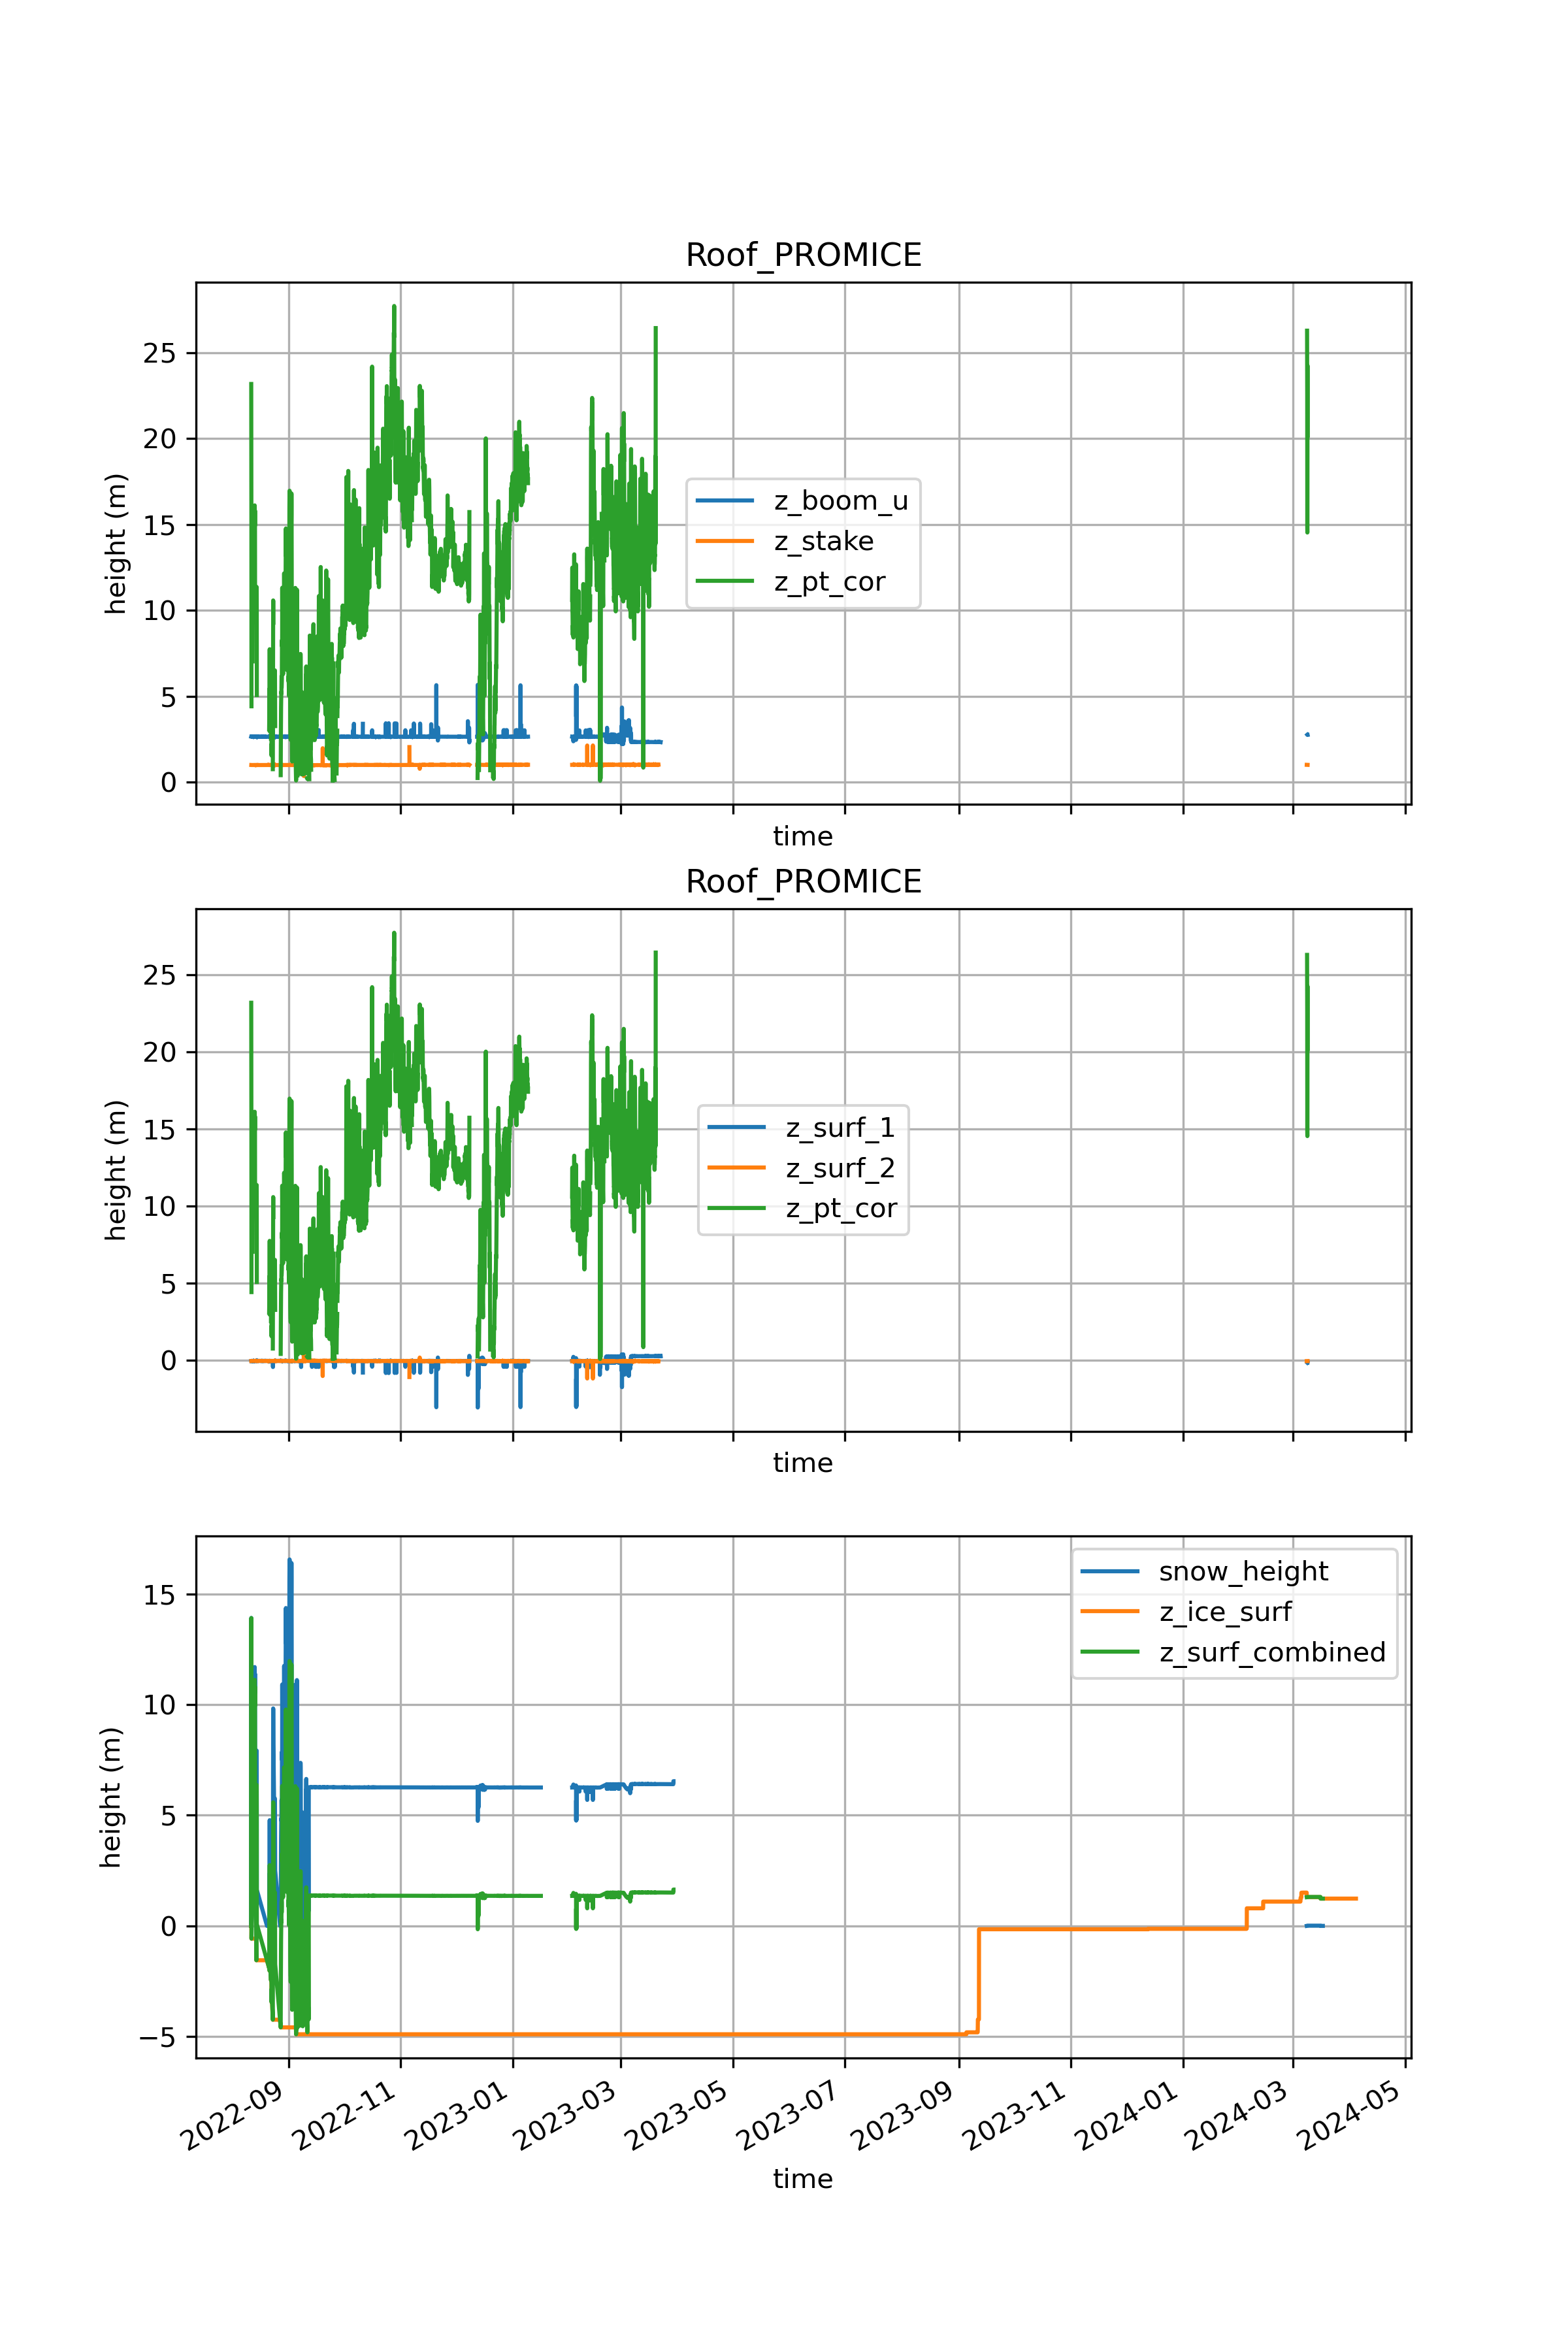 Roof_PROMICE
height (m)
25
20
15
10
5
0
z_boom_u
z_stake
z_pt_cor
time
Roof_PROMICE
height (m)
25
20
15
10
5
0
z_surf_1
z_surf_2
z_pt_cor
time
height (m)
15
10
5
0
−5
snow_height
z_ice_surf
z_surf_combined
2022-09
2022-11
2023-01
2023-03
2023-05
2023-07
2023-09
2023-11
2024-01
2024-03
2024-05
time